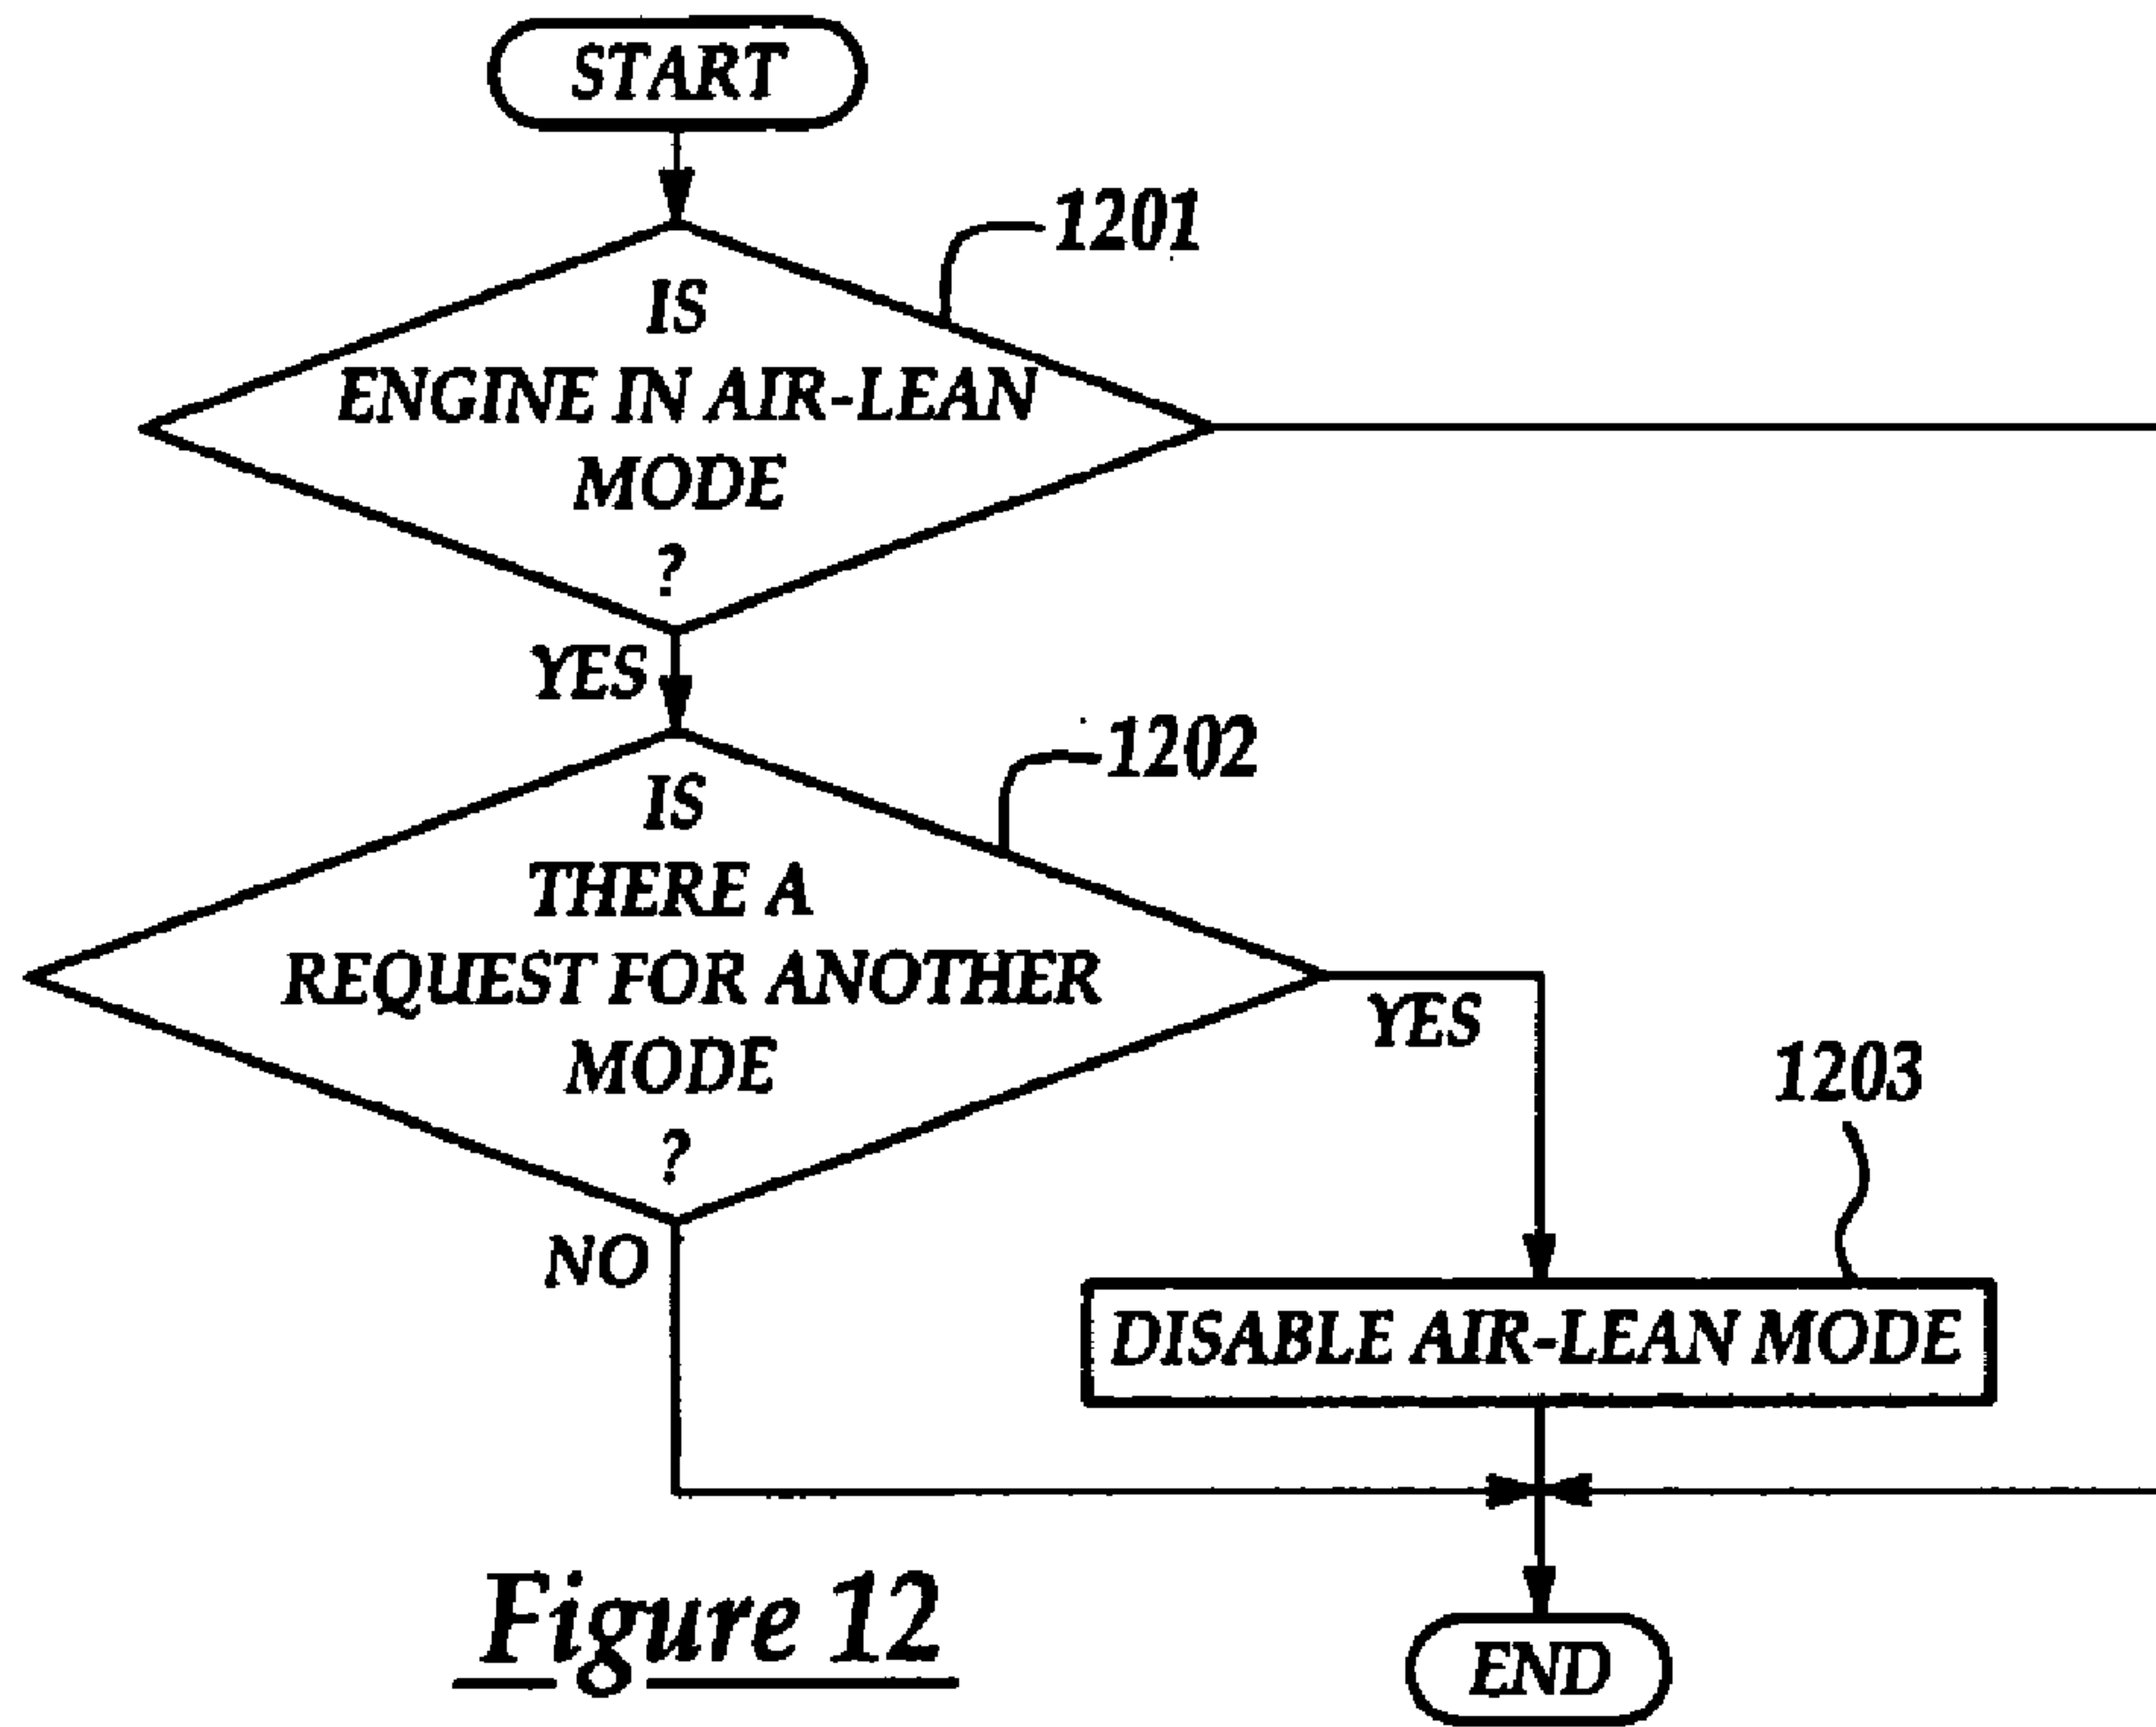 START
1201
IS
ENGINE IN AIR-LEAN
MODE
?
YES
1202
IS
THERE A
REQUEST FOR ANOTHER
MODE
?
YES
1203
NO
DISABLE AIR-LEAN MODE
Figure 12
END